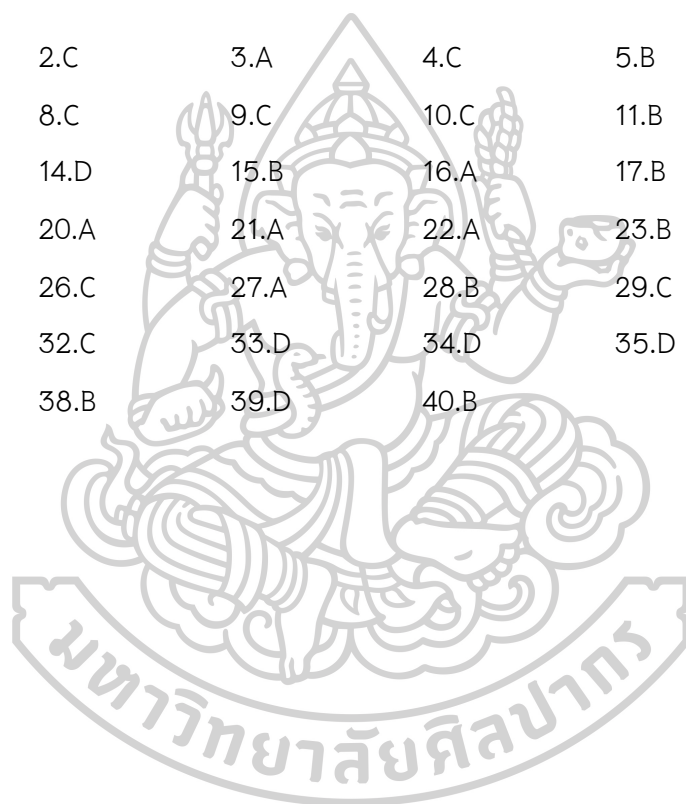 2.C 3.A 4.C 5.B
8.C 9.C 10.C 11.B
14.D 15.B 16.A 17.B
20.A 21.A 22.A 23.B
26.C 27.A 28.B 29.C
32.C 33.D 34.D 35.D
38.B 39.D 40.B
มหาวิทยาลัยศิลปากร